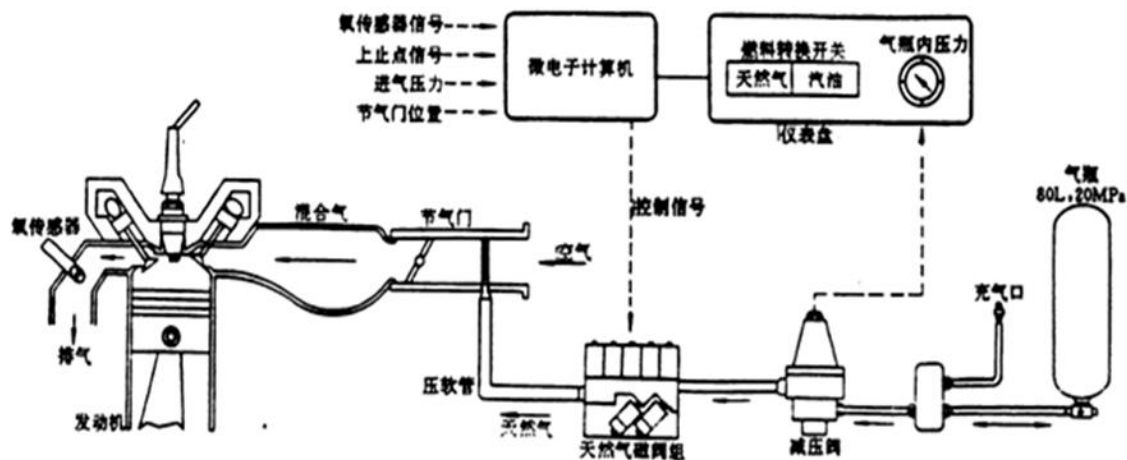 氧传感器信号
上止点信号
进气压力
节气门位置
微电子计算机
燃料转换开关
天然气 汽油
气瓶内压力
仪表盘
控制信号
气瓶
80L,20MPa
氧传感器
混合气
节气门
空气
充气口
排气
发动机
压软管
天然气
天然气磁阀组
减压阀